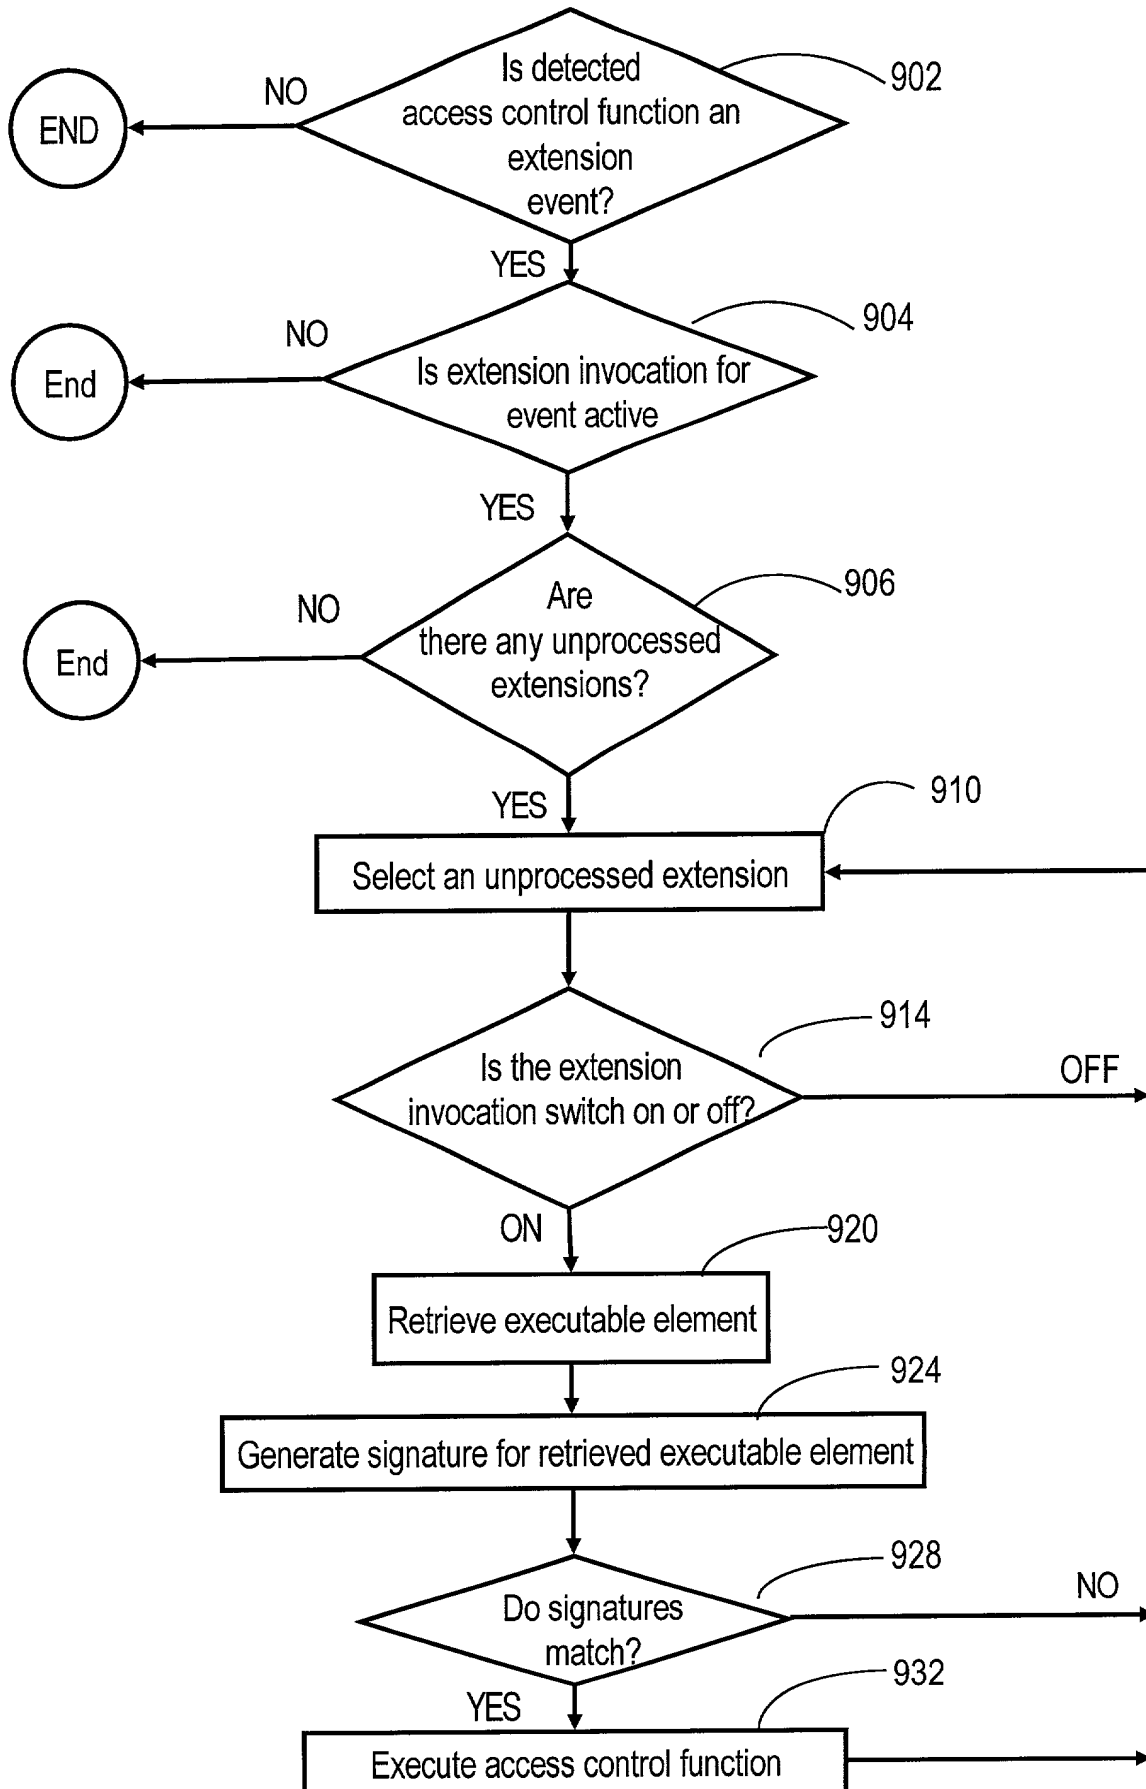 Is detected
access control function an
extension
event?
902
NO
END
YES
904
NO
End
Is extension invocation for
event active
YES
906
NO
End
Are
there any unprocessed
extensions?
YES
910
Select an unprocessed extension
914
Is the extension
invocation switch on or off?
OFF
ON
920
Retrieve executable element
924
Generate signature for retrieved executable element
928
Do signatures
match?
NO
YES
932
Execute access control function